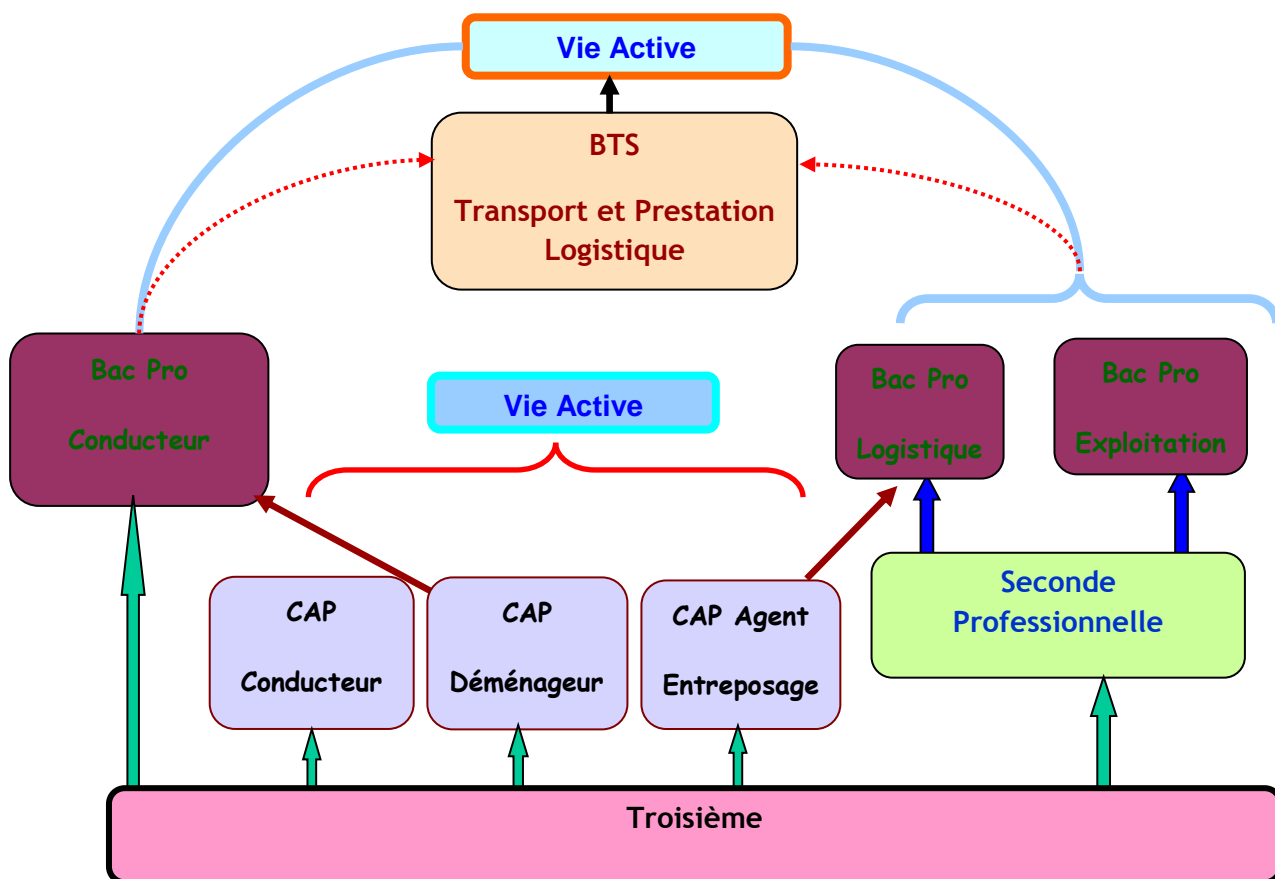 Vie Active
BTS
Transport et Prestation
Logistique
Bac Pro
Conducteur
Vie Active
Bac Pro
Logistique
Bac Pro
Exploitation
CAP
Conducteur
CAP
Déménageur
CAP Agent
Entreposage
Seconde
Professionnelle
Troisième